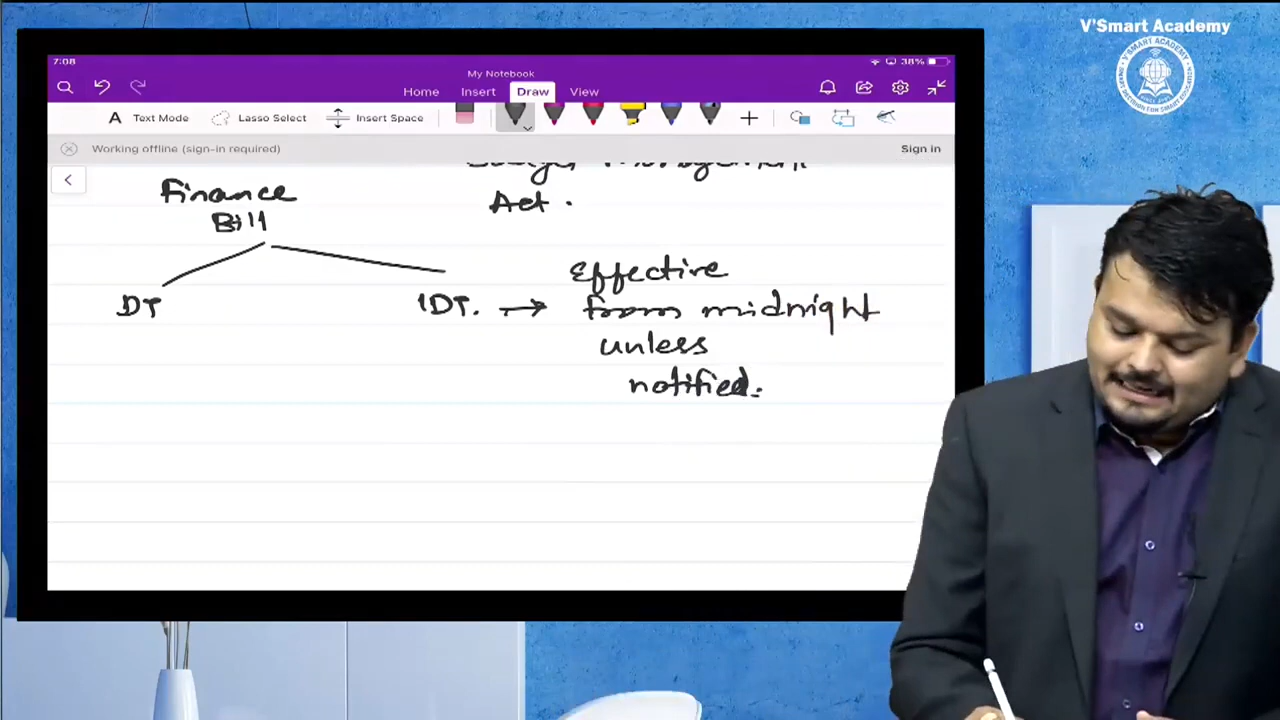 V'Smart Academy
7:08
38%
My Notebook
Home Insert Draw View
Text Mode Lasso Select Insert Space
Working offline (sign-in required) Sign in
Act.
Finance
Bill
DT
IDT. → Effective
from midnight
unless
notified.